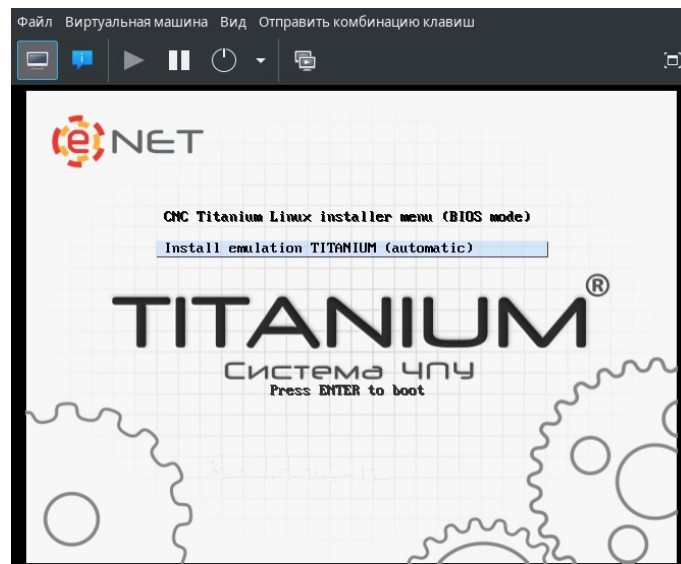 Файл Виртуальная машина Вид Отправить комбинацию клавиш
eNET
CNC Titanium Linux installer menu (BIOS mode)
Install emulation TITANIUM (automatic)
TITANIUM®
Система ЧПУ
Press ENTER to boot